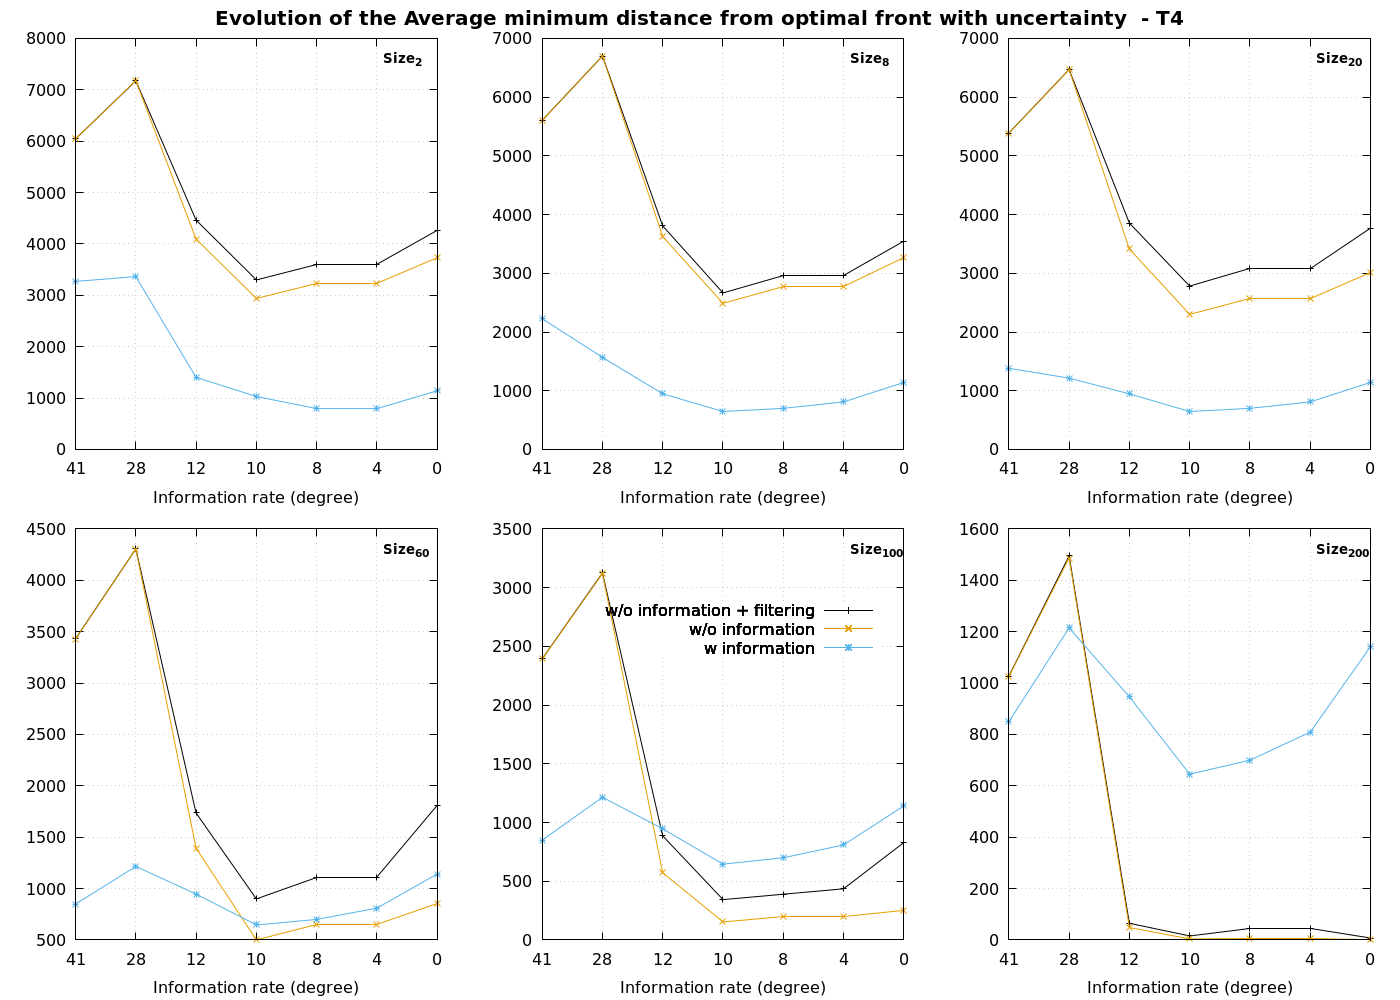 Evolution of the Average minimum distance from optimal front with uncertainty - T4
8000
7000
6000
5000
4000
3000
2000
1000
0
Size2
41 28 12 10 8 4 0
Information rate (degree)
7000
6000
5000
4000
3000
2000
1000
0
Size8
41 28 12 10 8 4 0
Information rate (degree)
7000
6000
5000
4000
3000
2000
1000
0
Size20
41 28 12 10 8 4 0
Information rate (degree)
4500
4000
3500
3000
2500
2000
1500
1000
500
Size60
41 28 12 10 8 4 0
Information rate (degree)
3500
3000
2500
2000
1500
1000
500
0
Size100
w/o information + filtering
w/o information
w information
41 28 12 10 8 4 0
Information rate (degree)
1600
1400
1200
1000
800
600
400
200
0
Size200
41 28 12 10 8 4 0
Information rate (degree)